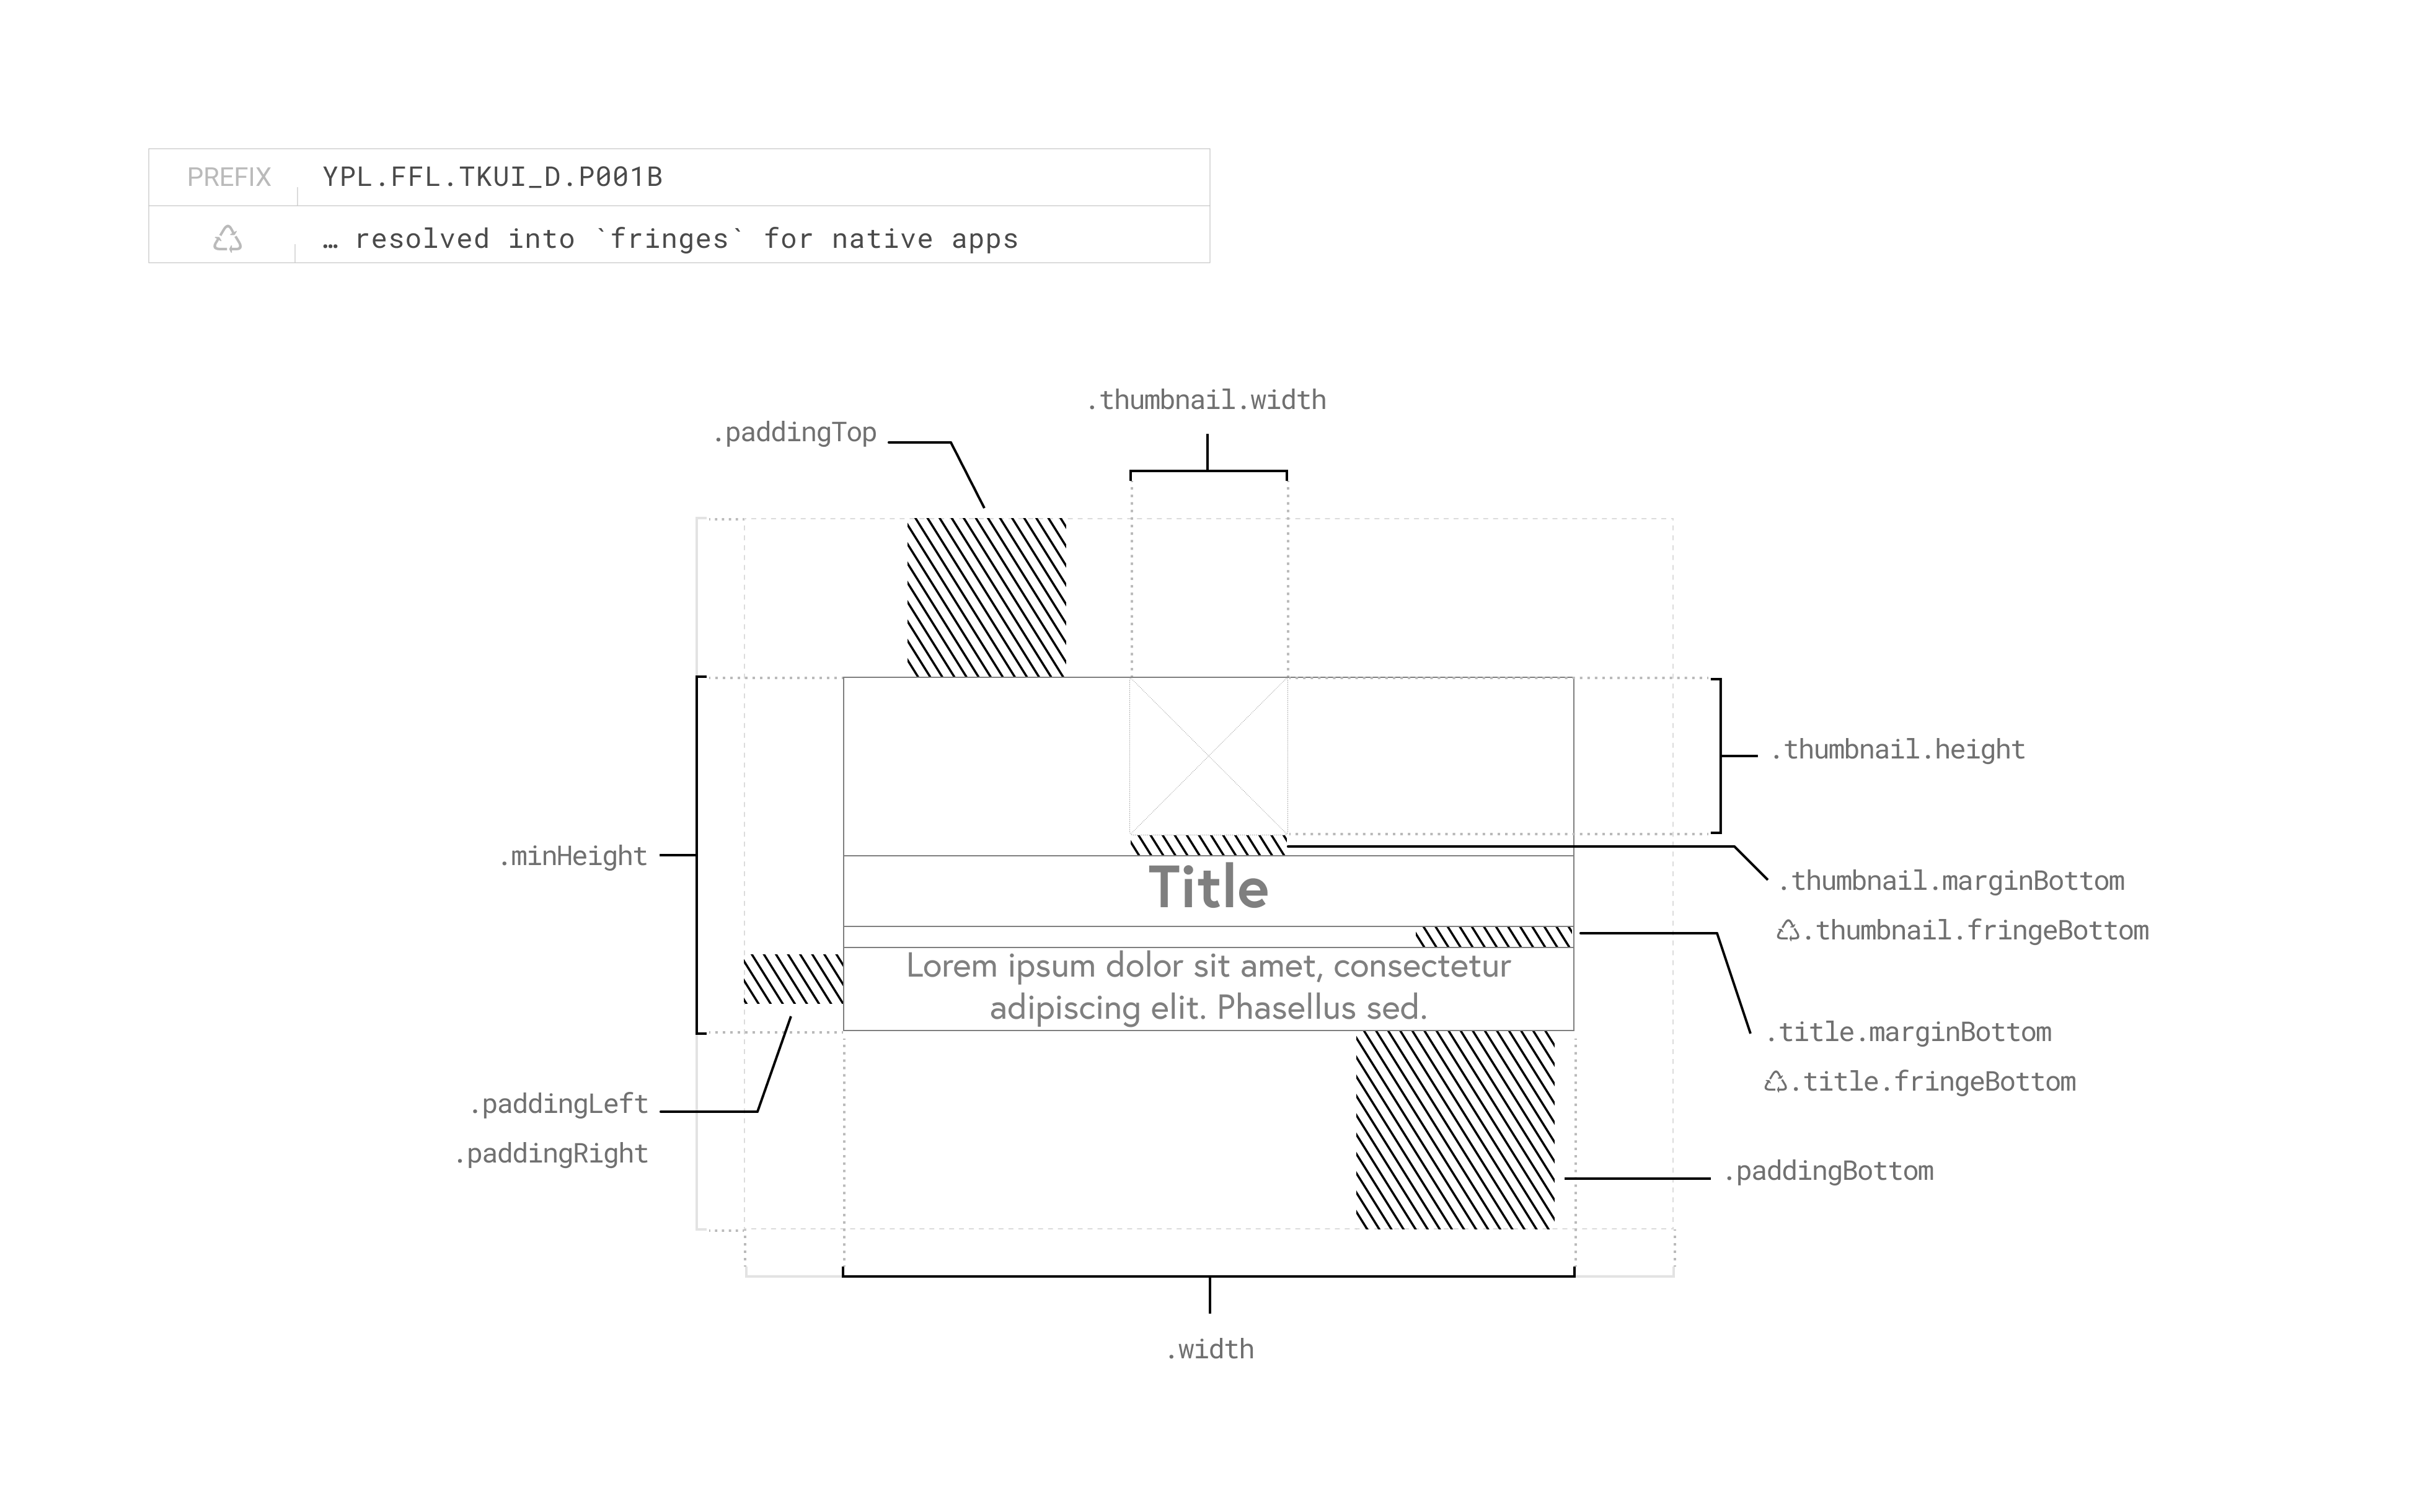 PREFIX YPL.FFL.TKUI_D.P001B
… resolved into `fringes` for native apps
.thumbnail.width
.paddingTop
.thumbnail.height
.minHeight
.thumbnail.marginBottom
Title
.thumbnail.fringeBottom
Lorem ipsum dolor sit amet, consectetur
adipiscing elit. Phasellus sed.
.title.marginBottom
.title.fringeBottom
.paddingLeft
.paddingRight
.paddingBottom
.width